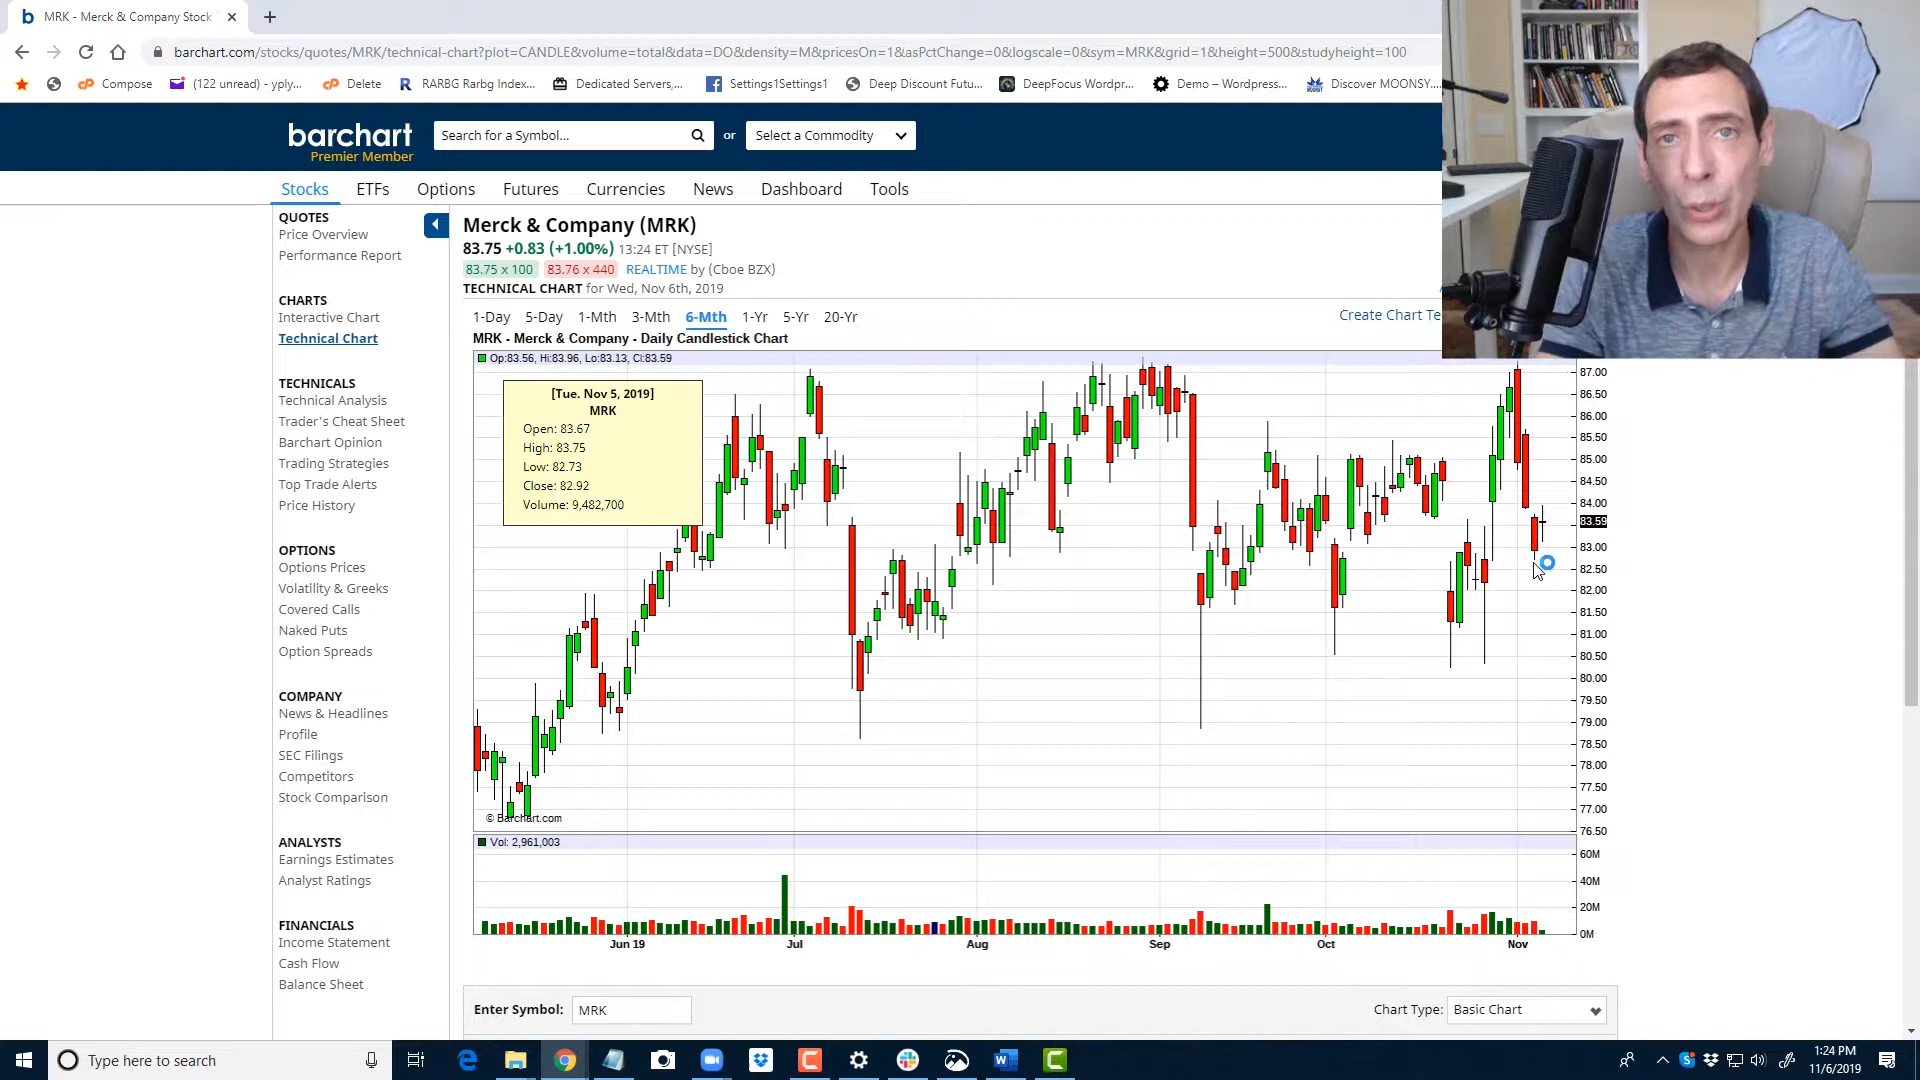 MRK - Merck & Company Stock
barchart.com/stocks/quotes/MRK/technical-chart?plot=CANDLE&volume=total&data=DO&density=M&pricesOn=1&asPctChange=0&logscale=0&sym=MRK&grid=1&height=500&studyheight=100
Compose
(122 unread) - yply...
Delete
RARBG Rarbg Index...
Dedicated Servers,...
Settings1Settings1
Deep Discount Futu...
DeepFocus Wordpr...
Demo – Wordpress...
Discover MOONSY....
barchart
Premier Member
Search for a Symbol...
or
Select a Commodity
Stocks ETFs Options Futures Currencies News Dashboard Tools
QUOTES
Price Overview
Performance Report
CHARTS
Interactive Chart
Technical Chart
TECHNICALS
Technical Analysis
Trader's Cheat Sheet
Barchart Opinion
Trading Strategies
Top Trade Alerts
Price History
OPTIONS
Options Prices
Volatility & Greeks
Covered Calls
Naked Puts
Option Spreads
COMPANY
News & Headlines
Profile
SEC Filings
Competitors
Stock Comparison
ANALYSTS
Earnings Estimates
Analyst Ratings
FINANCIALS
Income Statement
Cash Flow
Balance Sheet
Merck & Company (MRK)
83.75 +0.83 (+1.00%) 13:24 ET [NYSE]
83.75 x 100 83.76 x 440 REALTIME by (Cboe BZX)
TECHNICAL CHART for Wed, Nov 6th, 2019
1-Day 5-Day 1-Mth 3-Mth 6-Mth 1-Yr 5-Yr 20-Yr
Create Chart Te
MRK - Merck & Company - Daily Candlestick Chart
Op:83.56, Hi:83.96, Lo:83.13, Cl:83.59
[Tue. Nov 5, 2019]
MRK
Open: 83.67
High: 83.75
Low: 82.73
Close: 82.92
Volume: 9,482,700
87.00
86.50
86.00
85.50
85.00
84.50
84.00
83.59
83.00
82.50
82.00
81.50
81.00
80.50
80.00
79.50
79.00
78.50
78.00
77.50
77.00
76.50
© Barchart.com
Vol: 2,961,003
60M
40M
20M
0M
Jun 19 Jul Aug Sep Oct Nov
Enter Symbol: MRK
Chart Type: Basic Chart
Type here to search
1:24 PM
11/6/2019